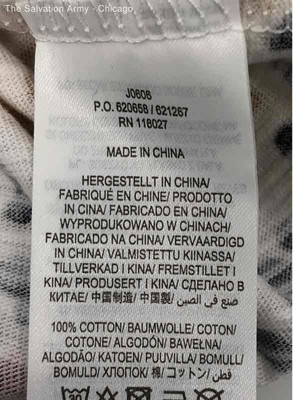 The Salvation Army - Chicago
J0606
P.O. 620658 / 621267
RN 118027
MADE IN CHINA
HERGESTELLT IN CHINA/
FABRIQUÉ EN CHINE/ PRODOTTO
IN CINA/ FABRICADO EN CHINA/
WYPRODUKOWANO W CHINACH/
FABRICADO NA CHINA/ VERVAARDIGD
IN CHINA/ VALMISTETTU KIINASSA/
TILLVERKAD I KINA/ FREMSTILLET I
KINA/ PRODUSERT I KINA/ СДЕЛАНО В
КИТАЕ/ 中国制造/ 中国製/ صنع في الصين/
100% COTTON/ BAUMWOLLE/ COTON/
COTONE/ ALGODÓN/ BAWEŁNA/
ALGODÃO/ KATOEN/ PUUVILLA/ BOMULL/
BOMULD/ ХЛОПОК/ 棉/ コットン/ قطن/
30